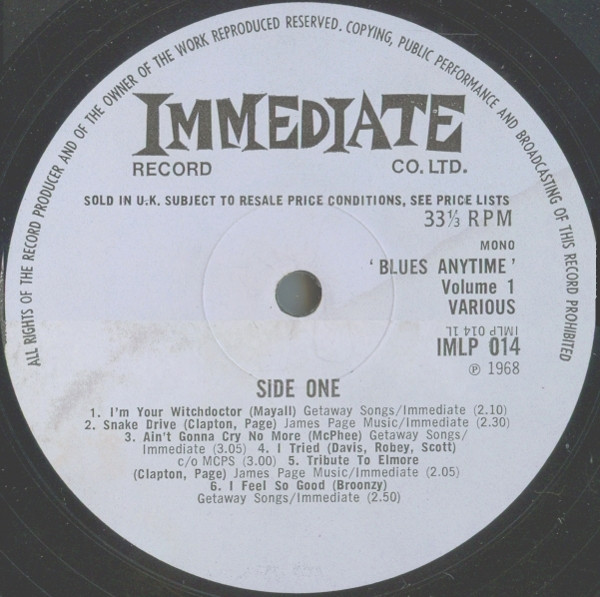 ALL RIGHTS OF THE RECORD PRODUCER AND OF THE OWNER OF THE WORK REPRODUCED RESERVED. COPYING, PUBLIC PERFORMANCE AND BROADCASTING OF THIS RECORD PROHIBITED
IMMEDIATE
RECORD CO. LTD.
SOLD IN U.K. SUBJECT TO RESALE PRICE CONDITIONS, SEE PRICE LISTS
33⅓ RPM
MONO
'BLUES ANYTIME'
Volume 1
VARIOUS
IMLP 014 1L
IMLP 014
℗ 1968
SIDE ONE
1. I'm Your Witchdoctor (Mayall) Getaway Songs/Immediate (2.10)
2. Snake Drive (Clapton, Page) James Page Music/Immediate (2.30)
3. Ain't Gonna Cry No More (McPhee) Getaway Songs/
Immediate (3.05) 4. I Tried (Davis, Robey, Scott)
c/o MCPS (3.00) 5. Tribute To Elmore
(Clapton, Page) James Page Music/Immediate (2.05)
6. I Feel So Good (Broonzy)
Getaway Songs/Immediate (2.50)